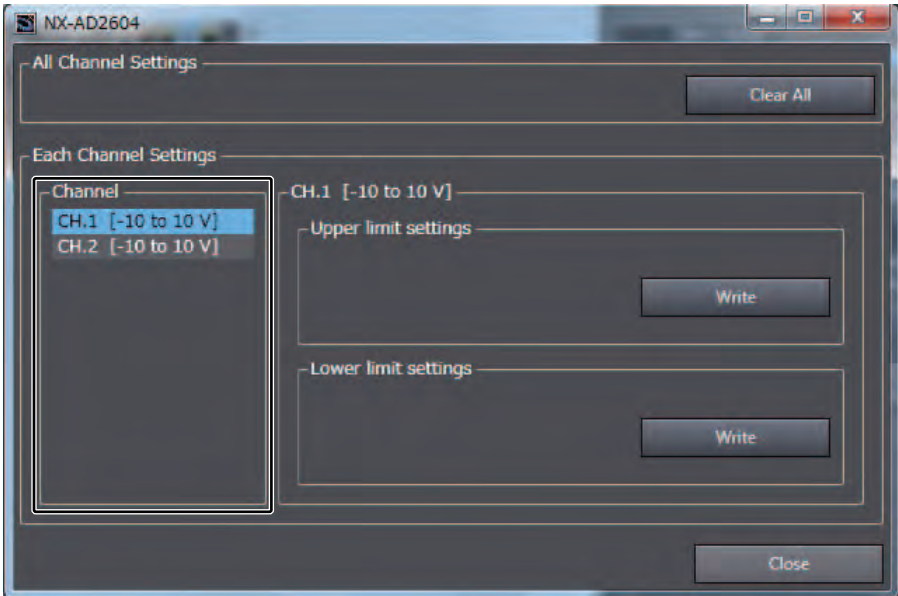 NX-AD2604
All Channel Settings
Clear All
Each Channel Settings
Channel
CH.1 [-10 to 10 V]
CH.2 [-10 to 10 V]
CH.1 [-10 to 10 V]
Upper limit settings
Write
Lower limit settings
Write
Close